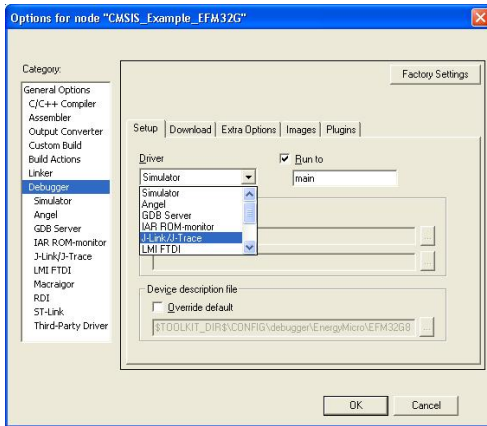 Options for node "CMSIS_Example_EFM32G"
Category:
Factory Settings
General Options
C/C++ Compiler
Assembler
Output Converter
Custom Build
Build Actions
Linker
Debugger
Simulator
Angel
GDB Server
IAR ROM-monitor
J-Link/J-Trace
LMI FTDI
Macraigor
RDI
ST-Link
Third-Party Driver
Setup Download Extra Options Images Plugins
Driver
Run to
Simulator
main
Simulator
Angel
GDB Server
IAR ROM-monitor
J-Link/J-Trace
LMI FTDI
...
...
Device description file
Override default
$TOOLKIT_DIR$\CONFIG\debugger\EnergyMicro\EFM32G8
...
OK Cancel